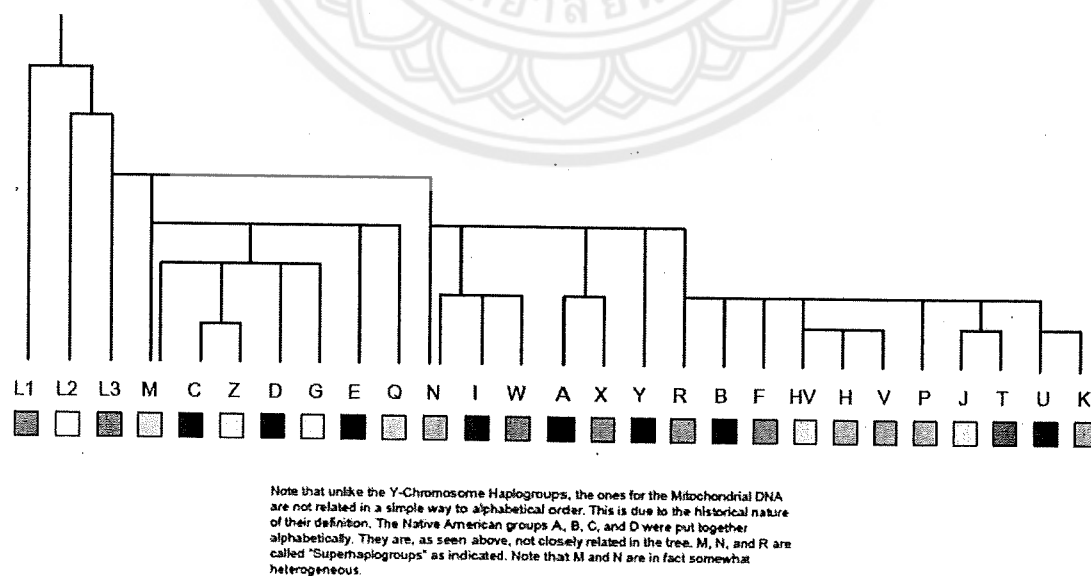 L1 L2 L3 M C Z D G E Q N I W A X Y R B F HV H V P J T U K
Note that unlike the Y-Chromosome Haplogroups, the ones for the Mitochondrial DNA
are not related in a simple way to alphabetical order. This is due to the historical nature
of their definition. The Native American groups A, B, C, and D were put together
alphabetically. They are, as seen above, not closely related in the tree. M, N, and R are
called "Superhaplogroups" as indicated. Note that M and N are in fact somewhat
heterogeneous.